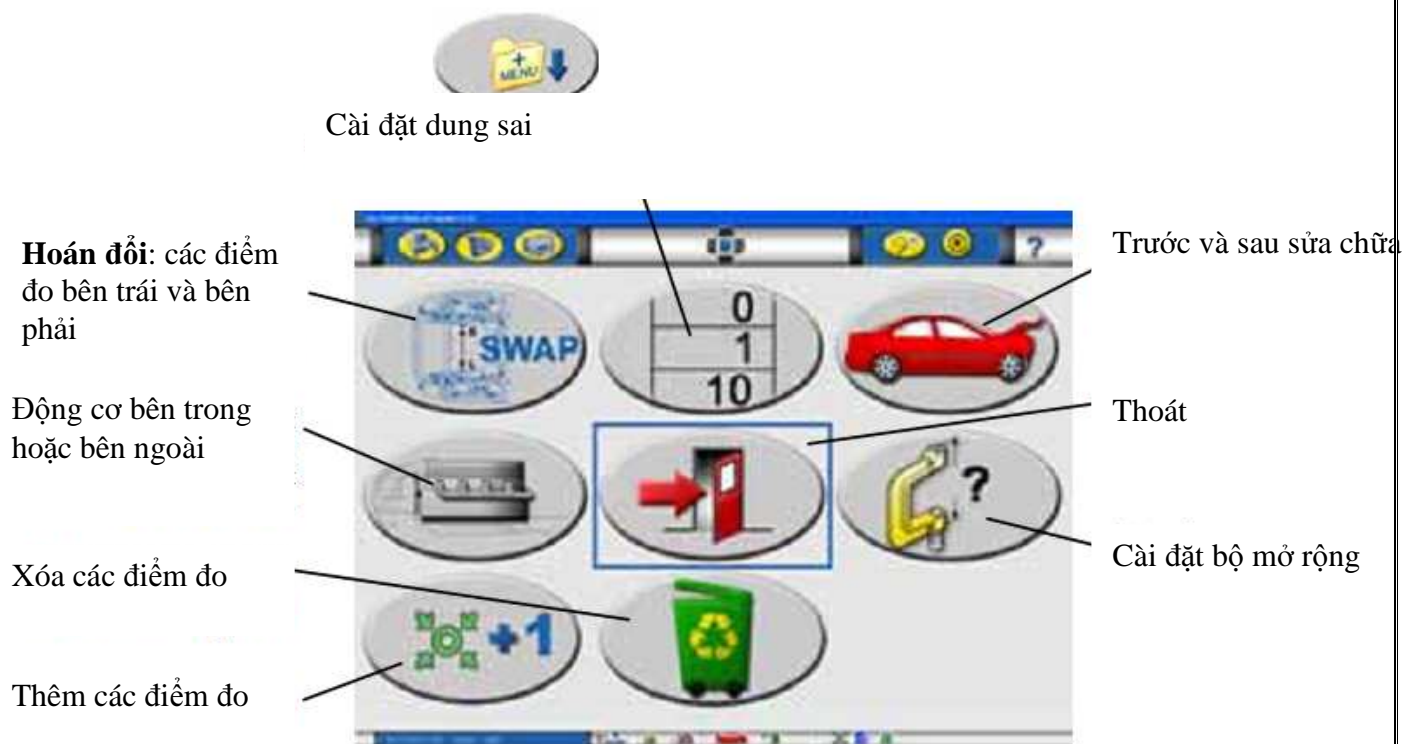 +
MENU
Cài đặt dung sai
Hoán đổi: các điểm
đo bên trái và bên
phải
Trước và sau sửa chữa
?
SWAP
0
1
10
Động cơ bên trong
hoặc bên ngoài
Thoát
?
Cài đặt bộ mở rộng
Xóa các điểm đo
+1
Thêm các điểm đo